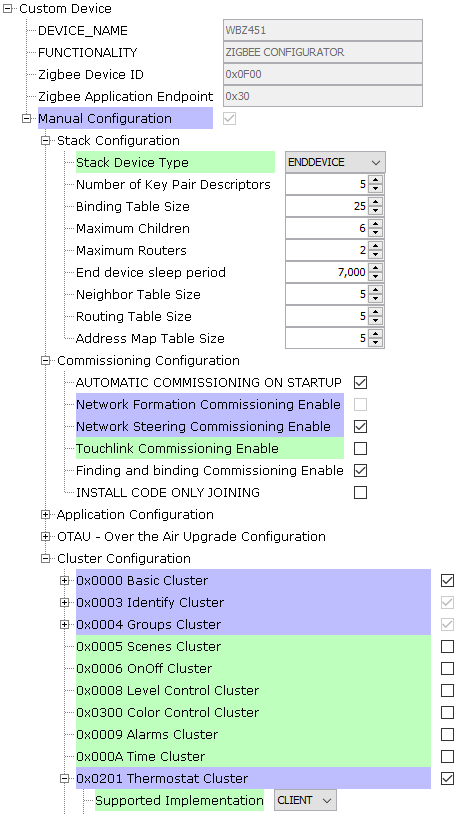 Custom Device
DEVICE_NAME WBZ451
FUNCTIONALITY ZIGBEE CONFIGURATOR
Zigbee Device ID 0x0F00
Zigbee Application Endpoint 0x30
Manual Configuration
Stack Configuration
Stack Device Type ENDDEVICE
Number of Key Pair Descriptors 5
Binding Table Size 25
Maximum Children 6
Maximum Routers 2
End device sleep period 7,000
Neighbor Table Size 5
Routing Table Size 5
Address Map Table Size 5
Commissioning Configuration
AUTOMATIC COMMISSIONING ON STARTUP
Network Formation Commissioning Enable
Network Steering Commissioning Enable
Touchlink Commissioning Enable
Finding and binding Commissioning Enable
INSTALL CODE ONLY JOINING
Application Configuration
OTAU - Over the Air Upgrade Configuration
Cluster Configuration
0x0000 Basic Cluster
0x0003 Identify Cluster
0x0004 Groups Cluster
0x0005 Scenes Cluster
0x0006 OnOff Cluster
0x0008 Level Control Cluster
0x0300 Color Control Cluster
0x0009 Alarms Cluster
0x000A Time Cluster
0x0201 Thermostat Cluster
Supported Implementation CLIENT